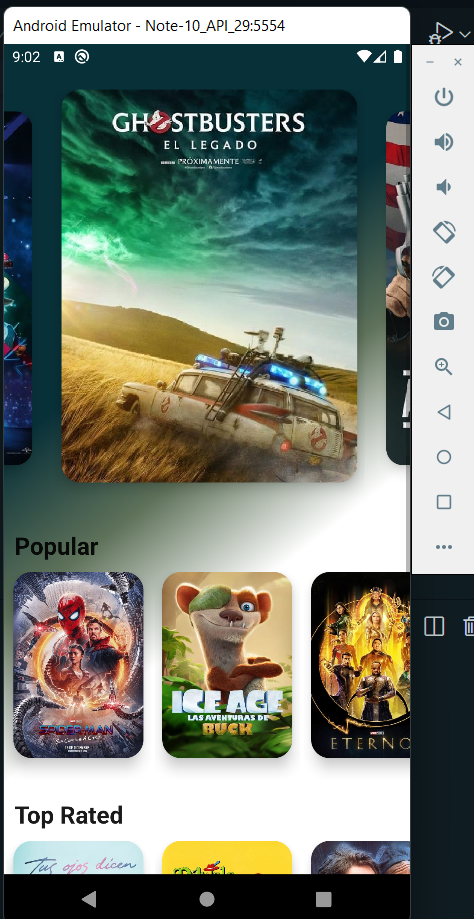 Android Emulator - Note-10_API_29:5554
9:02
GHOSTBUSTERS
EL LEGADO
PRÓXIMAMENTE
Popular
SPIDER-MAN
ICE AGE
LAS AVENTURAS DE
BUCK
ETERNO
Top Rated
Tus ojos dicen